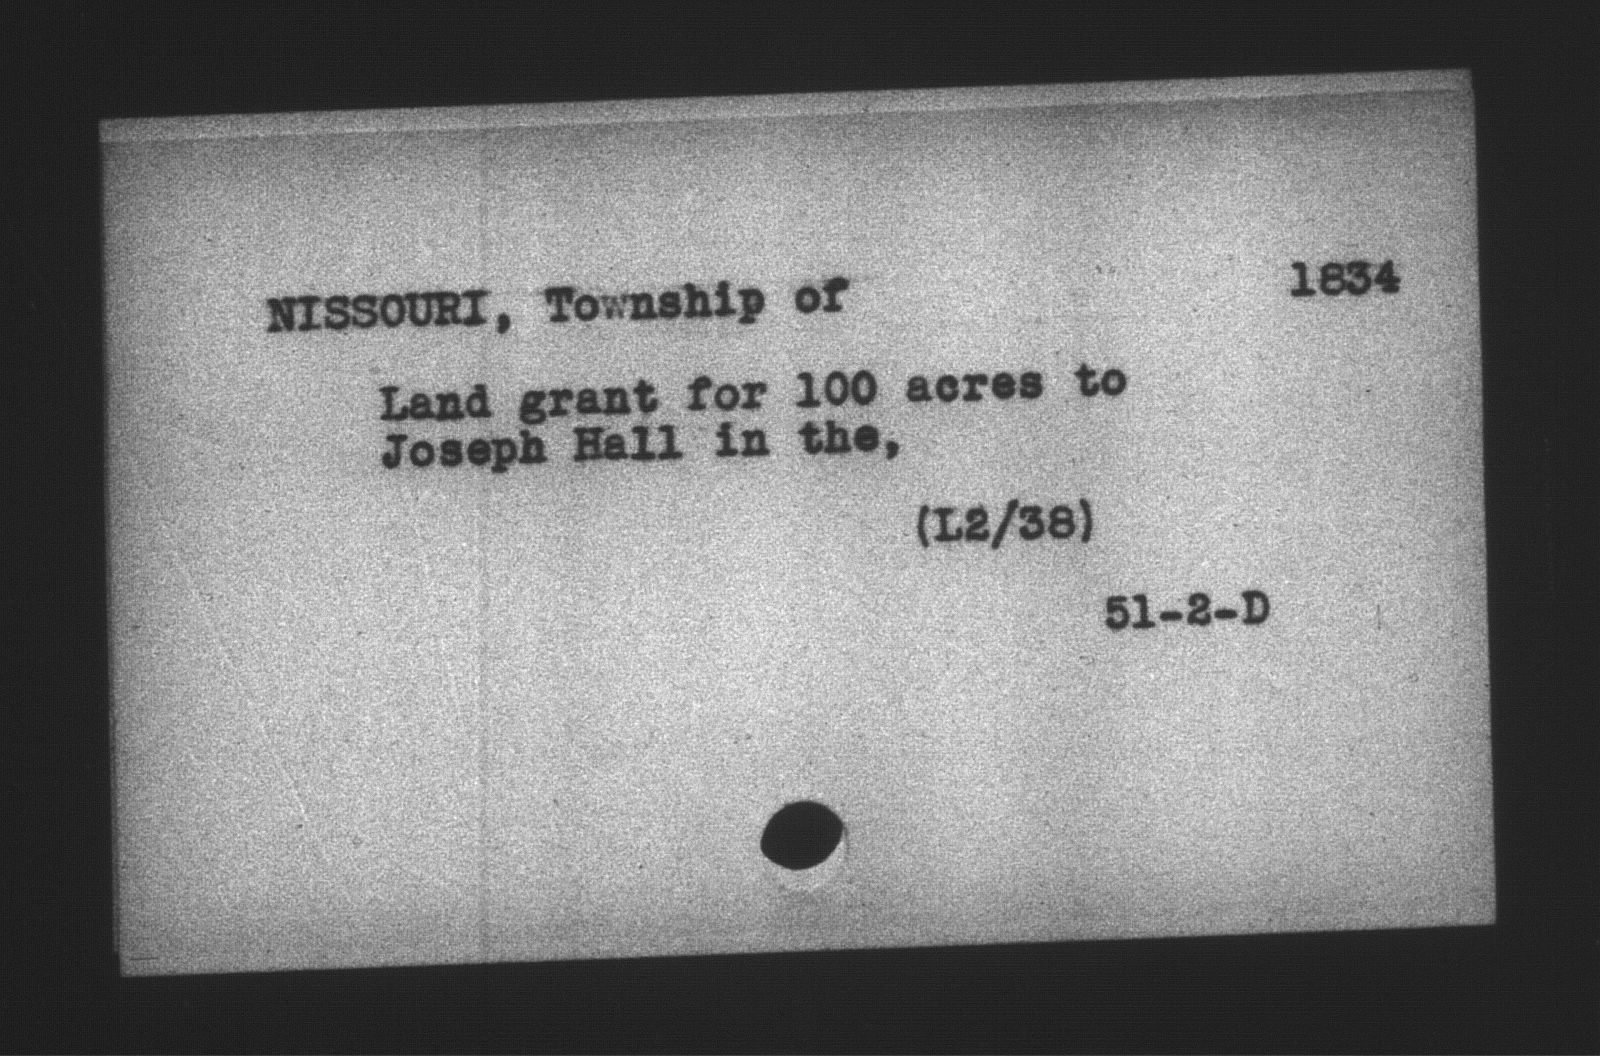 NISSOURI, Township of 1834
Land grant for 100 acres to
Joseph Hall in the,
(L2/38)
51-2-D